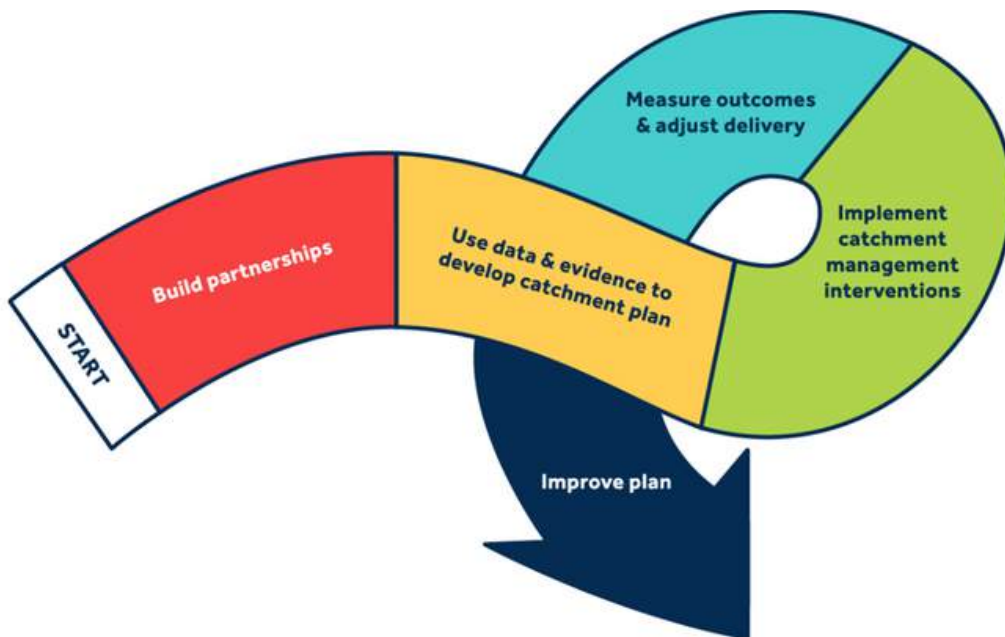 START
Build partnerships
Use data & evidence to
develop catchment plan
Implement
catchment
management
interventions
Measure outcomes
& adjust delivery
Improve plan